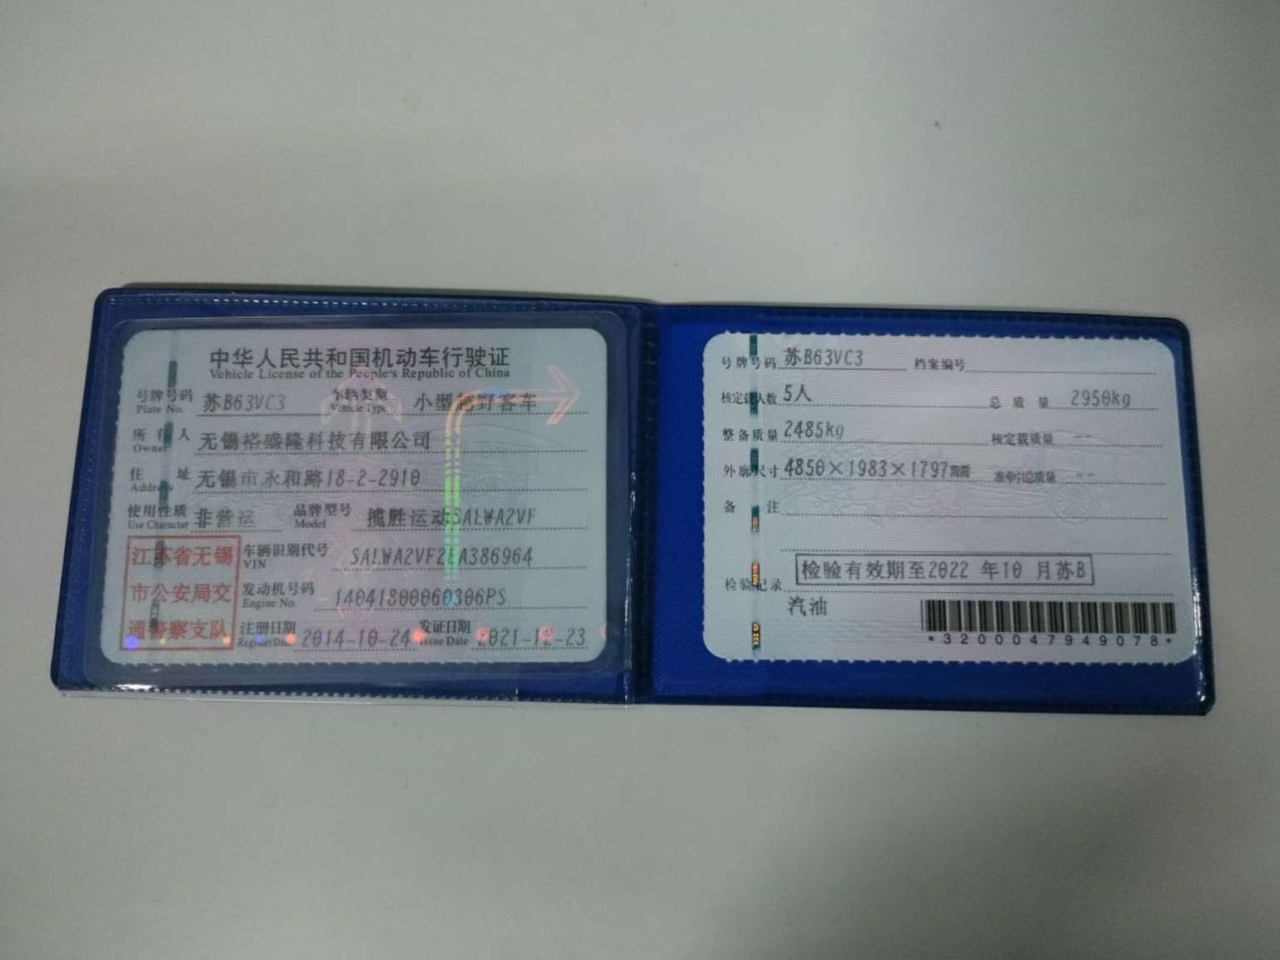 中华人民共和国机动车行驶证
Vehicle License of the People's Republic of China
号牌号码 苏B63VC3 车辆类型 小型越野客车
Plate No. Vehicle Type
所有人 无锡裕盛隆科技有限公司
Owner
住址 无锡市永和路18-2-2910
Address
使用性质 非营运 品牌型号 揽胜运动SALWA2VF
Use Character Model
江苏省无锡
市公安局交
通警察支队
车辆识别代号 SALWA2VF2EA386964
VIN
发动机号码 14041800060306PS
Engine No.
注册日期 2014-10-24 发证日期 2021-12-23
Register Date Issue Date
号牌号码 苏B63VC3 档案编号
核定载人数 5人 总质量 2950kg
整备质量 2485kg 核定载质量 --
外廓尺寸 4850×1983×1797 准牵引总质量 --
备注
检验记录 检验有效期至2022 年10 月苏B
汽油
*3200047949078*